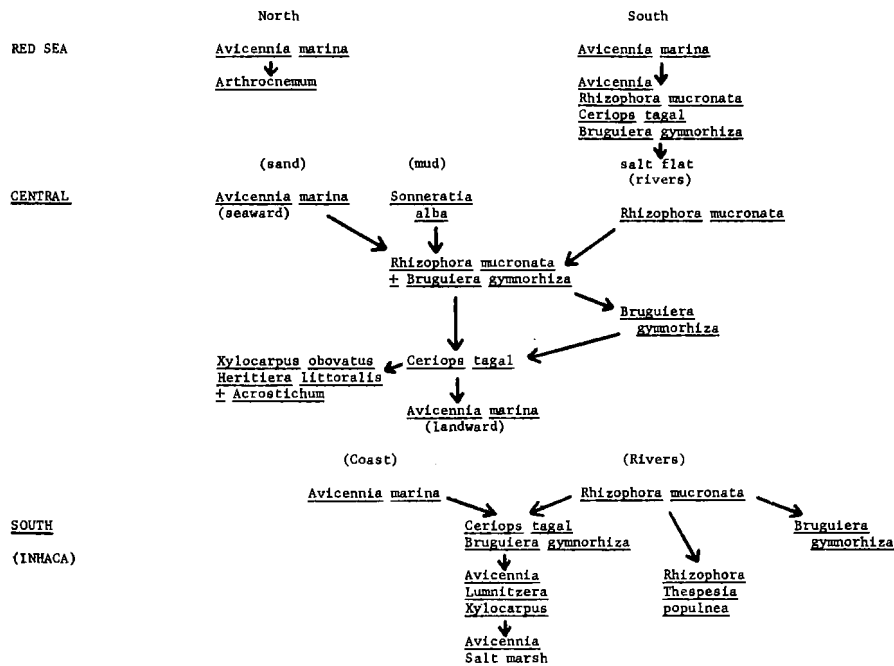 North South
RED SEA Avicennia marina Avicennia marina
Arthrocnemum Avicennia
Rhizophora mucronata
Ceriops tagal
Bruguiera gymnorhiza
(sand) (mud) salt flat
(rivers)
CENTRAL Avicennia marina Sonneratia
(seaward) alba Rhizophora mucronata
Rhizophora mucronata
+ Bruguiera gymnorhiza
Bruguiera
gymnorhiza
Xylocarpus obovatus Ceriops tagal
Heritiera Littoralis
+ Acrostichum
Avicennia marina
(landward)
(Coast) (Rivers)
Avicennia marina Rhizophora mucronata
SOUTH Ceriops tagal Bruguiera
Bruguiera gymnorhiza gymnorhiza
(INHACA)
Avicennia Rhizophora
Lumnitzera Thespesia
Xylocarpus populnea
Avicennia
Salt marsh